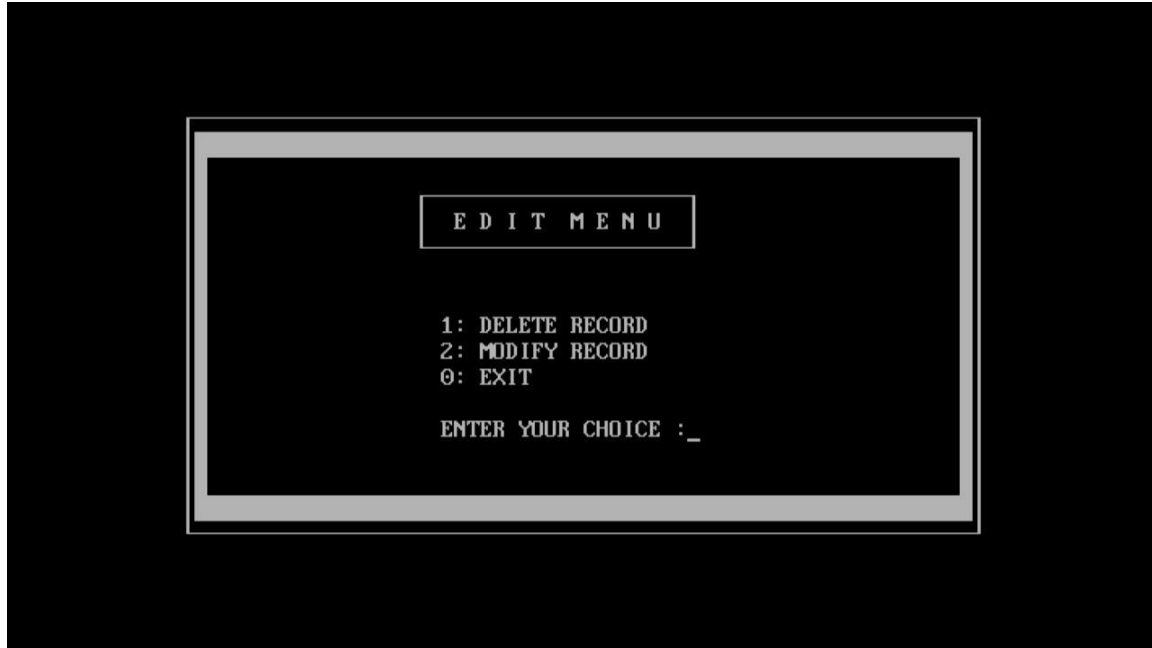 E D I T  M E N U
1: DELETE RECORD
2: MODIFY RECORD
0: EXIT
ENTER YOUR CHOICE :_